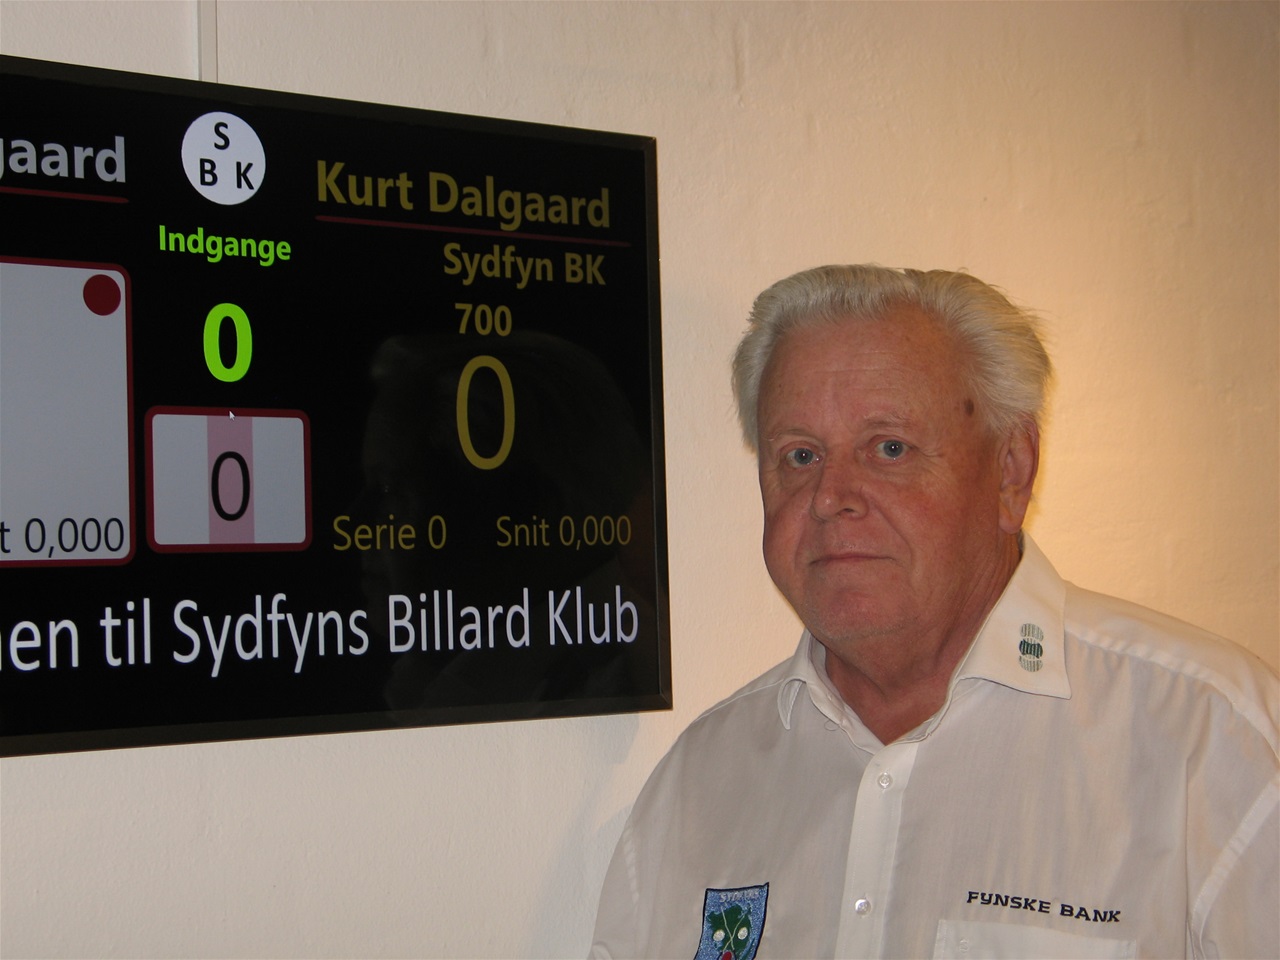 gaard
S
B K
Kurt Dalgaard
Indgange
Sydfyn BK
700
0
0
0
t 0,000
Serie 0
Snit 0,000
en til Sydfyns Billard Klub
FYNSKE BANK